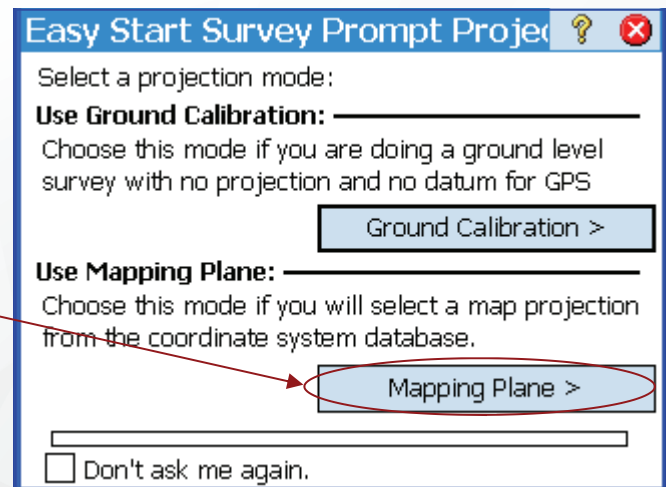 Easy Start Survey Prompt Projec
Select a projection mode:
Use Ground Calibration:
Choose this mode if you are doing a ground level
survey with no projection and no datum for GPS
Ground Calibration >
Use Mapping Plane:
Choose this mode if you will select a map projection
from the coordinate system database.
Mapping Plane >
Don't ask me again.